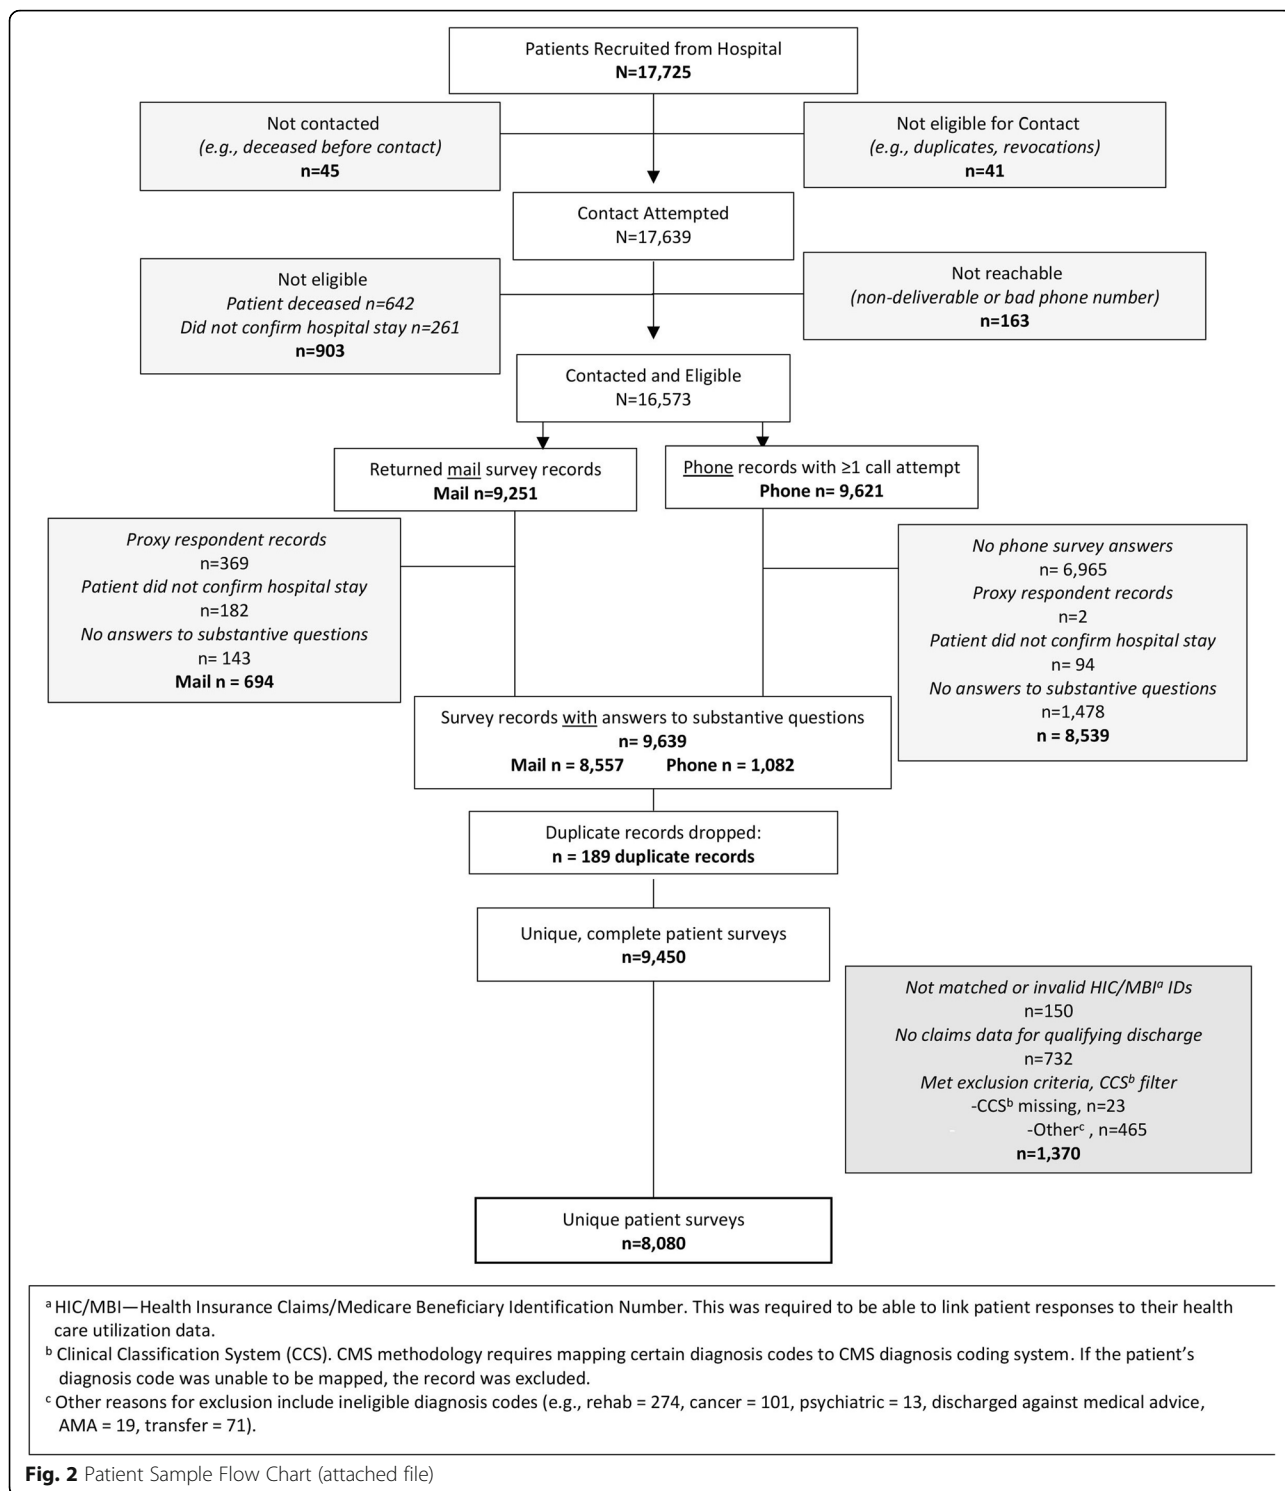 Patients Recruited from Hospital
N=17,725
Not contacted
(e.g., deceased before contact)
n=45
Not eligible for Contact
(e.g., duplicates, revocations)
n=41
Contact Attempted
N=17,639
Not eligible
Patient deceased n=642
Did not confirm hospital stay n=261
n=903
Not reachable
(non-deliverable or bad phone number)
n=163
Contacted and Eligible
N=16,573
Returned mail survey records
Mail n=9,251
Phone records with ≥1 call attempt
Phone n= 9,621
Proxy respondent records
n=369
Patient did not confirm hospital stay
n=182
No answers to substantive questions
n= 143
Mail n = 694
No phone survey answers
n= 6,965
Proxy respondent records
n=2
Patient did not confirm hospital stay
n= 94
No answers to substantive questions
n=1,478
n = 8,539
Survey records with answers to substantive questions
n= 9,639
Mail n = 8,557 Phone n = 1,082
Duplicate records dropped:
n = 189 duplicate records
Unique, complete patient surveys
n=9,450
Not matched or invalid HIC/MBIᵃ IDs
n=150
No claims data for qualifying discharge
n=732
Met exclusion criteria, CCSᵇ filter
-CCSᵇ missing, n=23
-Otherᶜ , n=465
n=1,370
Unique patient surveys
n=8,080
ᵃ HIC/MBI—Health Insurance Claims/Medicare Beneficiary Identification Number. This was required to be able to link patient responses to their health
care utilization data.
ᵇ Clinical Classification System (CCS). CMS methodology requires mapping certain diagnosis codes to CMS diagnosis coding system. If the patient's
diagnosis code was unable to be mapped, the record was excluded.
ᶜ Other reasons for exclusion include ineligible diagnosis codes (e.g., rehab = 274, cancer = 101, psychiatric = 13, discharged against medical advice,
AMA = 19, transfer = 71).
Fig. 2 Patient Sample Flow Chart (attached file)